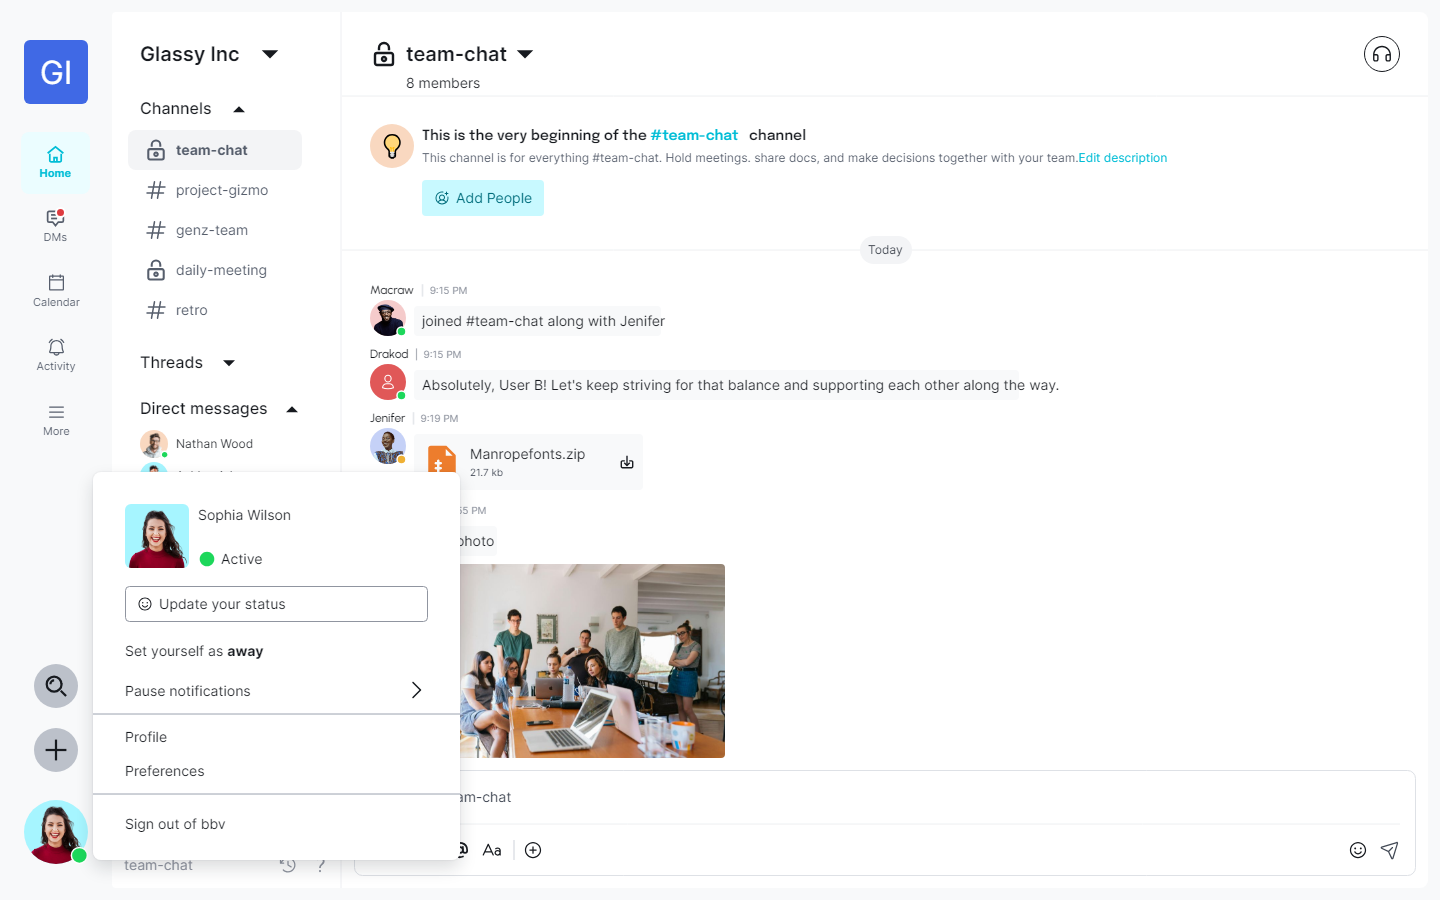 GI
Home
DMs
Calendar
Activity
More
Glassy Inc
Channels
team-chat
project-gizmo
genz-team
daily-meeting
retro
Threads
Direct messages
Nathan Wood
team-chat
8 members
This is the very beginning of the #team-chat channel
This channel is for everything #team-chat. Hold meetings. share docs, and make decisions together with your team.Edit description
Add People
Today
Macraw | 9:15 PM
joined #team-chat along with Jenifer
Drakod | 9:15 PM
Absolutely, User B! Let's keep striving for that balance and supporting each other along the way.
Jenifer | 9:19 PM
Manropefonts.zip
21.7 kb
55 PM
photo
Sophia Wilson
Active
Update your status
Set yourself as away
Pause notifications
Profile
Preferences
Sign out of bbv
am-chat
@ Aa
team-chat
?